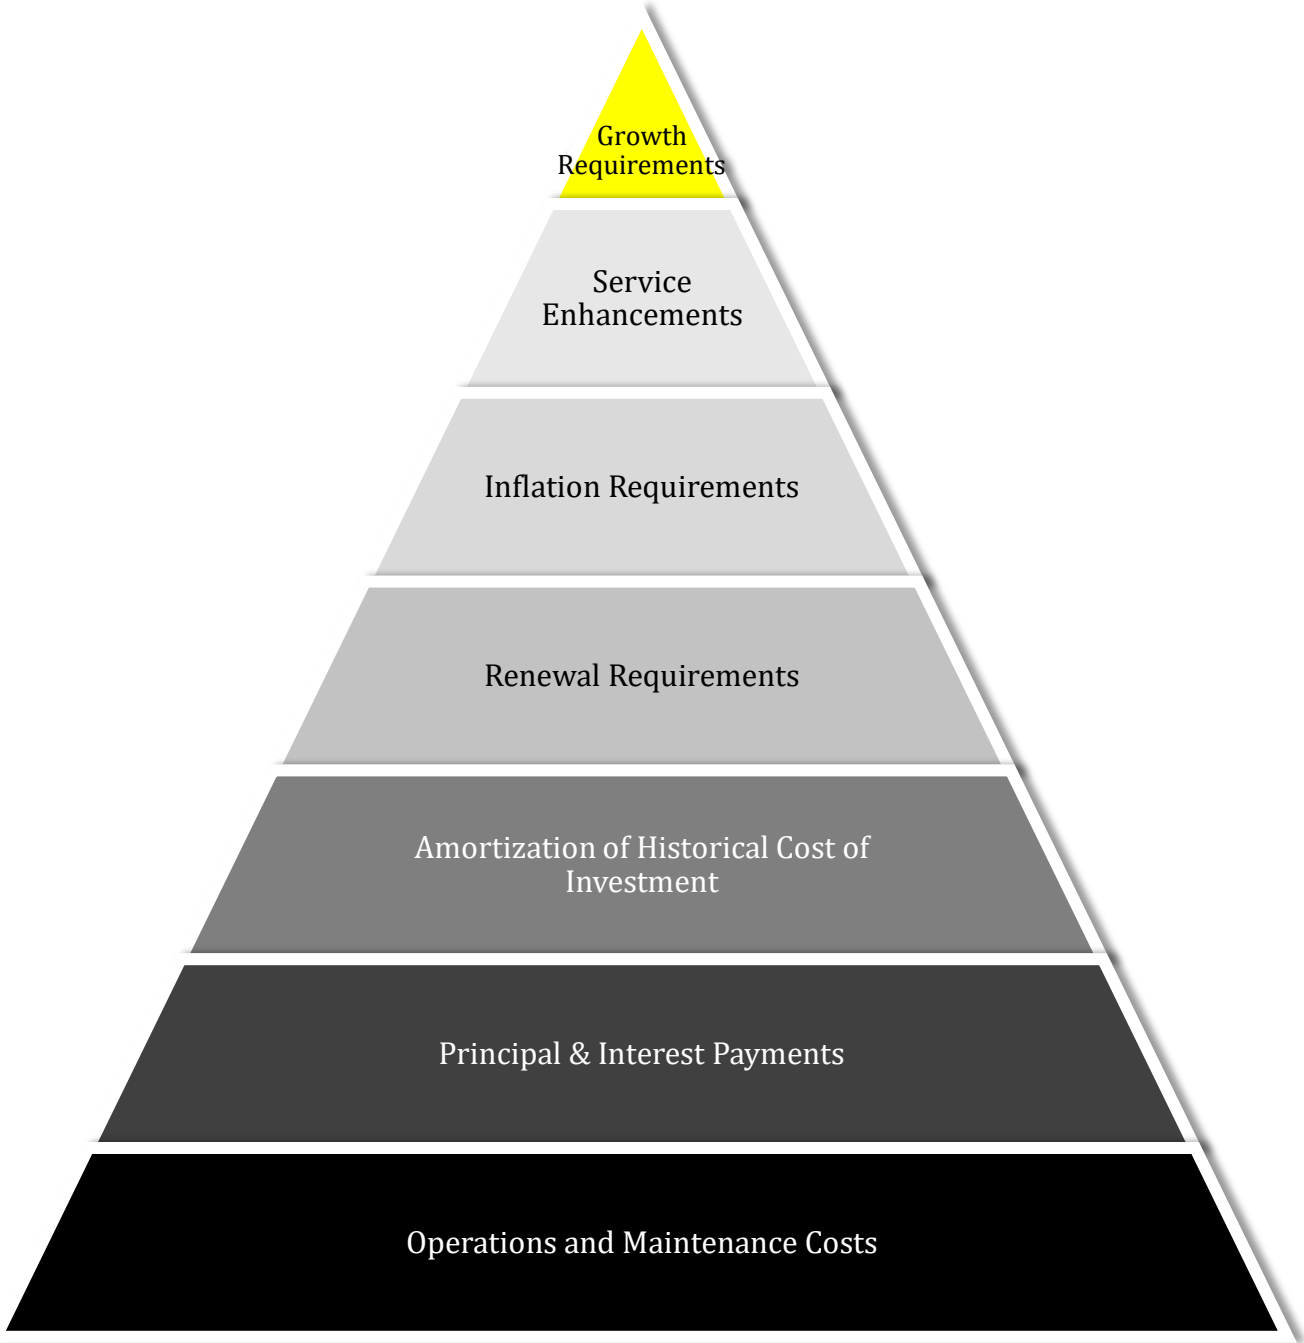 Growth
Requirements
Service
Enhancements
Inflation Requirements
Renewal Requirements
Amortization of Historical Cost of
Investment
Principal & Interest Payments
Operations and Maintenance Costs